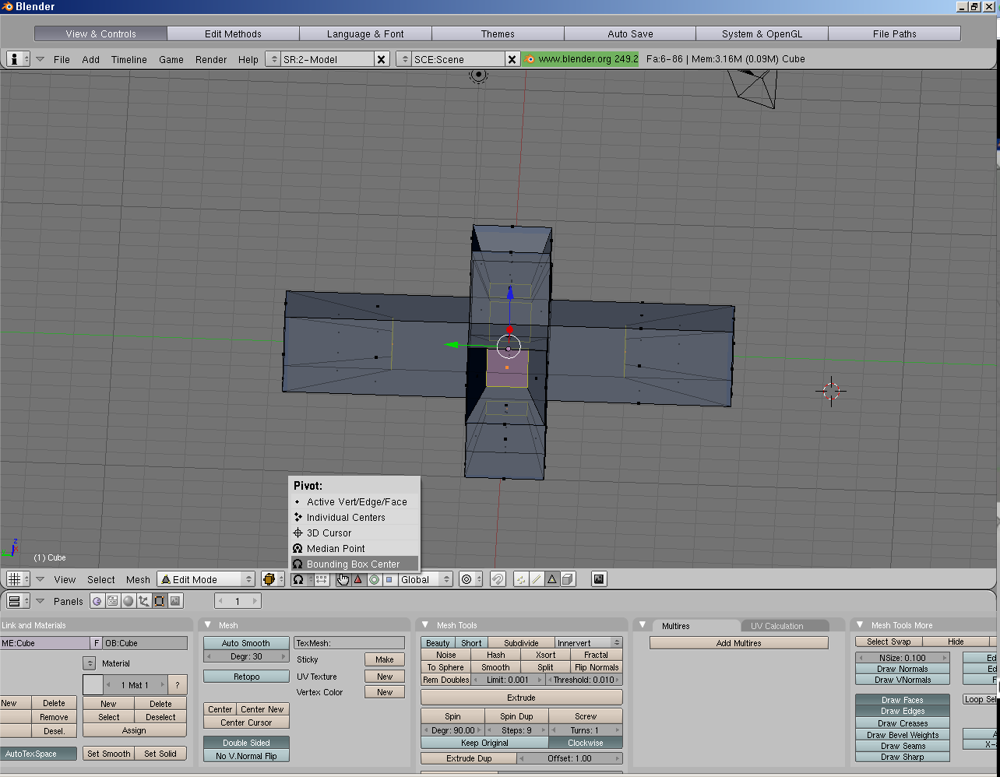 Blender
View & Controls Edit Methods Language & Font Themes Auto Save System & OpenGL File Paths
File Add Timeline Game Render Help SR:2-Model SCE:Scene www.blender.org 249.2 Fa:6-86 | Mem:3.16M (0.09M) Cube
Pivot:
Active Vert/Edge/Face
Individual Centers
3D Cursor
Median Point
Bounding Box Center
z
x
(1) Cube
View Select Mesh Edit Mode Global
Panels 1
Link and Materials
ME:Cube F OB:Cube
Material
1 Mat 1 ?
New Delete New Delete
Remove Select Deselect
Desel. Assign
AutoTexSpace Set Smooth Set Solid
Mesh
Auto Smooth TexMesh:
Degr: 30 Sticky Make
Retopo UV Texture New
Vertex Color New
Center Center New
Center Cursor
Double Sided
No V.Normal Flip
Mesh Tools
Beauty Short Subdivide Innervert
Noise Hash Xsort Fractal
To Sphere Smooth Split Flip Normals
Rem Doubles Limit: 0.001 Threshold: 0.010
Extrude
Spin Spin Dup Screw
Degr: 90.00 Steps: 9 Turns: 1
Keep Original Clockwise
Extrude Dup Offset: 1.00
Multires UV Calculation
Add Multires
Mesh Tools More
Select Swap Hide
NSize: 0.100 Ed
Draw Normals Ed
Draw VNormals F
Draw Faces Loop Sel
Draw Edges
Draw Creases
Draw Bevel Weights
Draw Seams X-
Draw Sharp